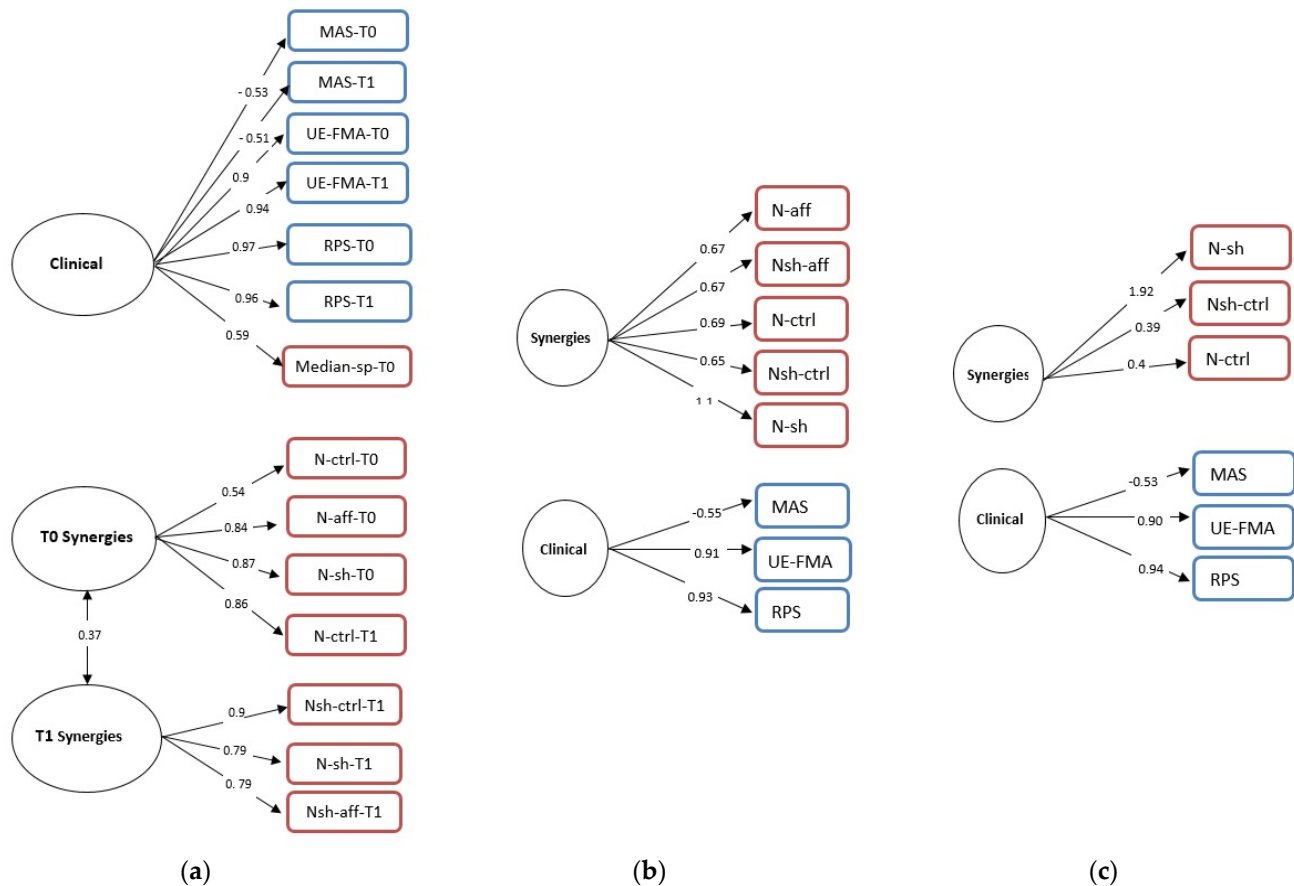 MAS-T0
MAS-T1
UE-FMA-T0
UE-FMA-T1
RPS-T0
RPS-T1
Median-sp-T0
Clinical
- 0.53
- 0.51
0.9
0.94
0.97
0.96
0.59
N-ctrl-T0
N-aff-T0
N-sh-T0
N-ctrl-T1
T0 Synergies
0.54
0.84
0.87
0.86
0.37
Nsh-ctrl-T1
N-sh-T1
Nsh-aff-T1
T1 Synergies
0.9
0.79
0. 79
(a)
N-aff
Nsh-aff
N-ctrl
Nsh-ctrl
N-sh
Synergies
0.67
0.67
0.69
0.65
1.1
MAS
UE-FMA
RPS
Clinical
-0.55
0.91
0.93
(b)
N-sh
Nsh-ctrl
N-ctrl
Synergies
1.92
0.39
0.4
MAS
UE-FMA
RPS
Clinical
-0.53
0.90
0.94
(c)